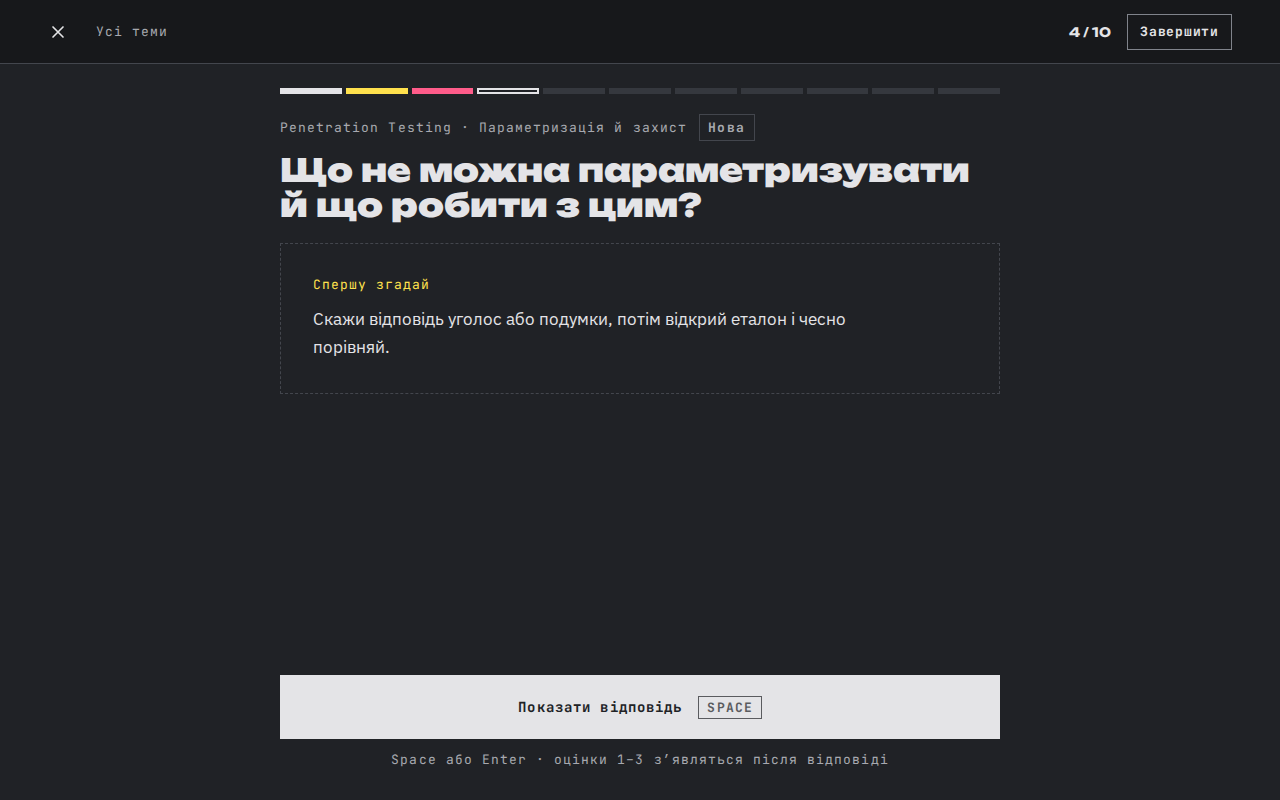 Усі теми
4/10
Завершити
Penetration Testing · Параметризація й захист
Нова
Що не можна параметризувати
й що робити з цим?
Спершу згадай
Скажи відповідь уголос або подумки, потім відкрий еталон і чесно
порівняй.
Показати відповідь SPACE
Space або Enter · оцінки 1–3 зʼявляться після відповіді